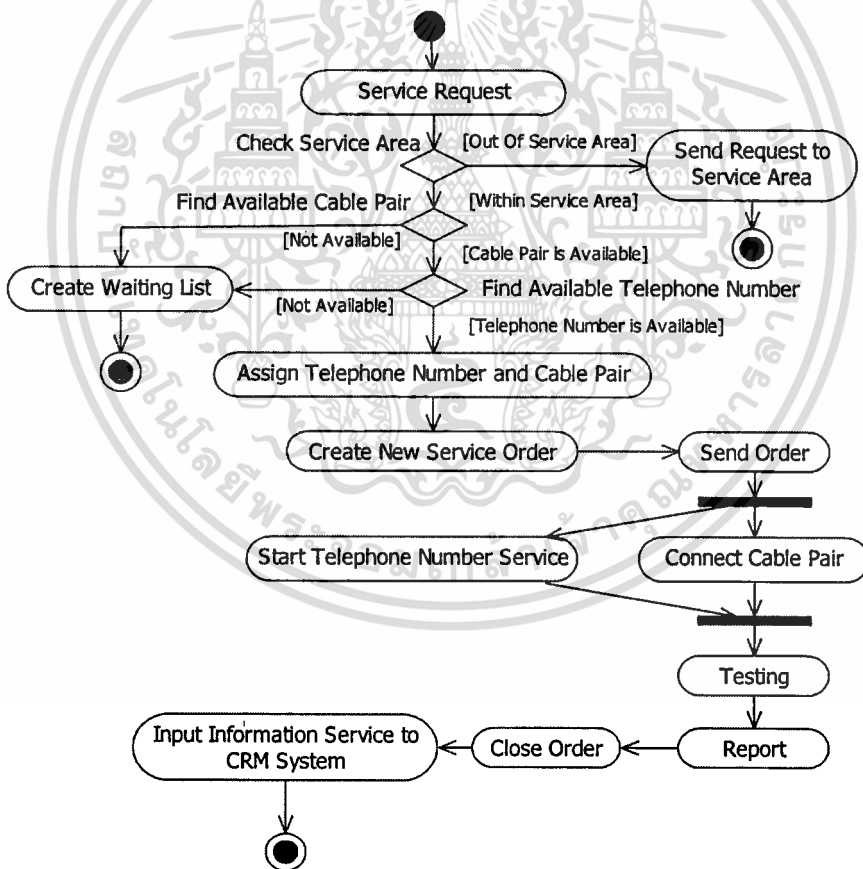 Service Request
Check Service Area
[Out Of Service Area]
Send Request to
Service Area
Find Available Cable Pair
[Within Service Area]
[Not Available]
[Cable Pair is Available]
Create Waiting List
Find Available Telephone Number
[Not Available]
[Telephone Number is Available]
Assign Telephone Number and Cable Pair
Create New Service Order
Send Order
Start Telephone Number Service
Connect Cable Pair
Testing
Input Information Service to
CRM System
Close Order
Report